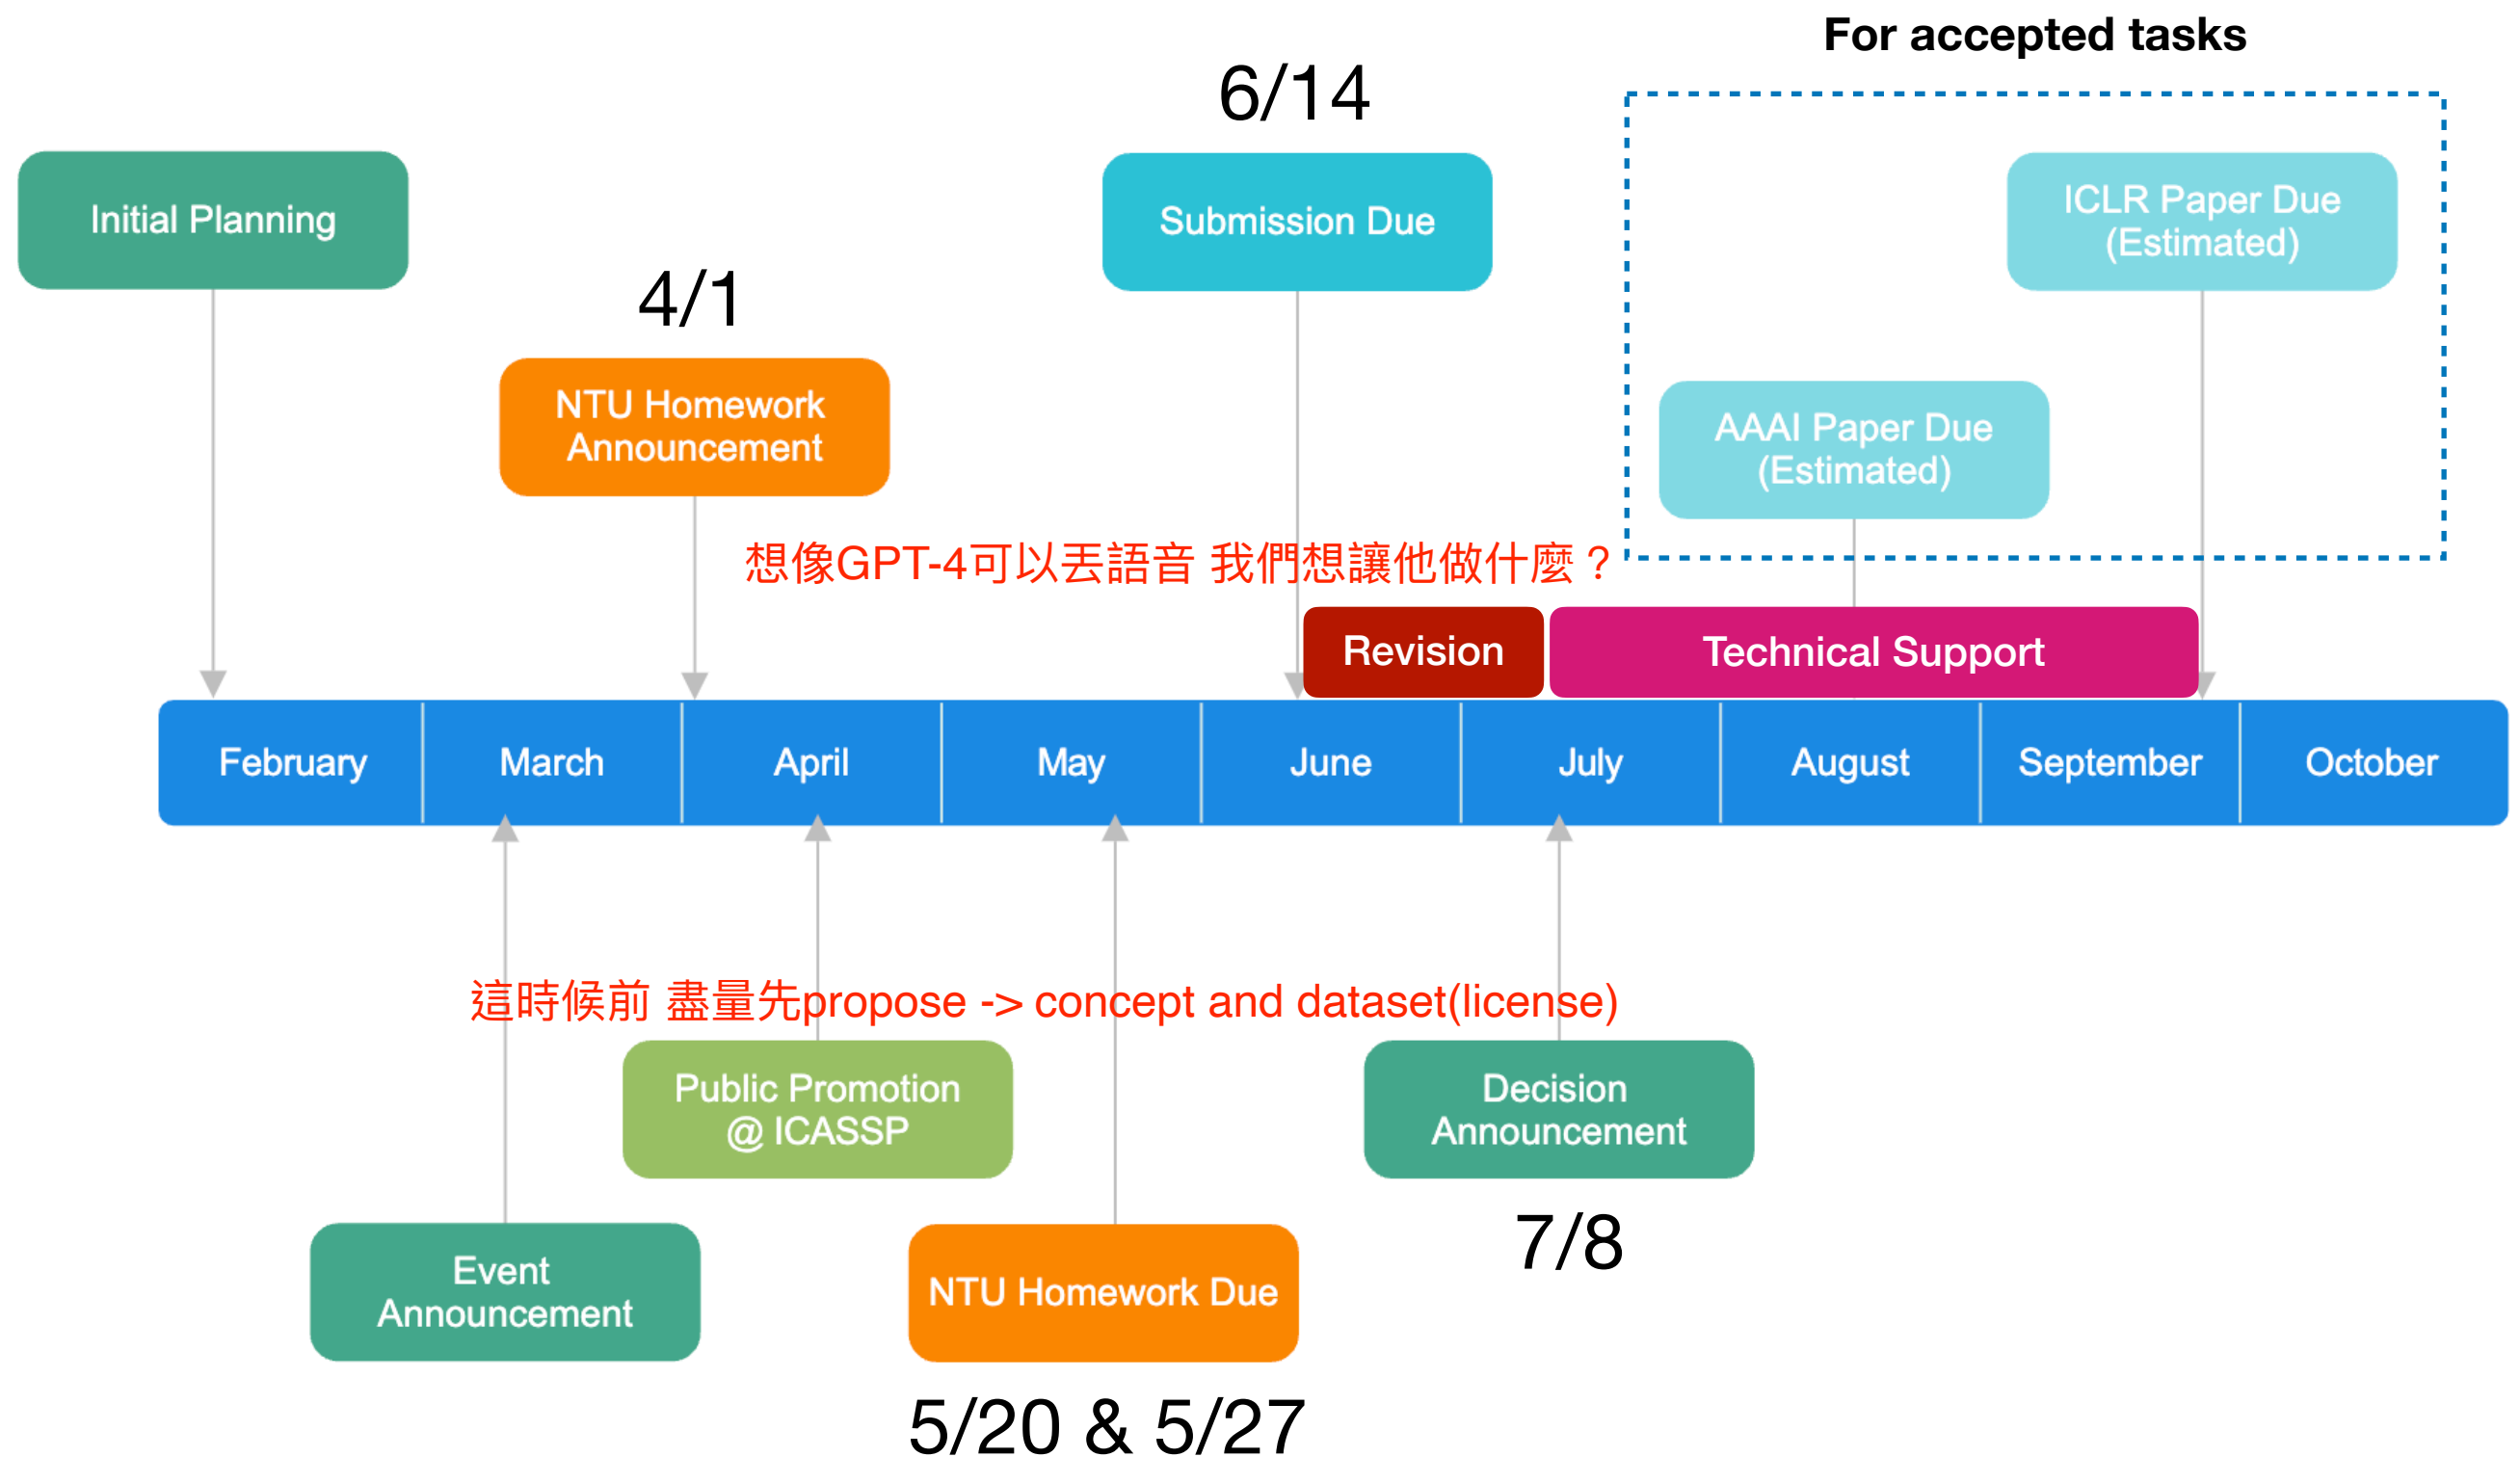 For accepted tasks
6/14
Initial Planning
Submission Due
ICLR Paper Due
(Estimated)
4/1
NTU Homework
Announcement
AAAI Paper Due
(Estimated)
想像GPT-4可以丟語音 我們想讓他做什麼？
Revision
Technical Support
February
March
April
May
June
July
August
September
October
這時候前 盡量先propose -> concept and dataset(license)
Public Promotion
@ ICASSP
Decision
Announcement
7/8
Event
Announcement
NTU Homework Due
5/20 & 5/27